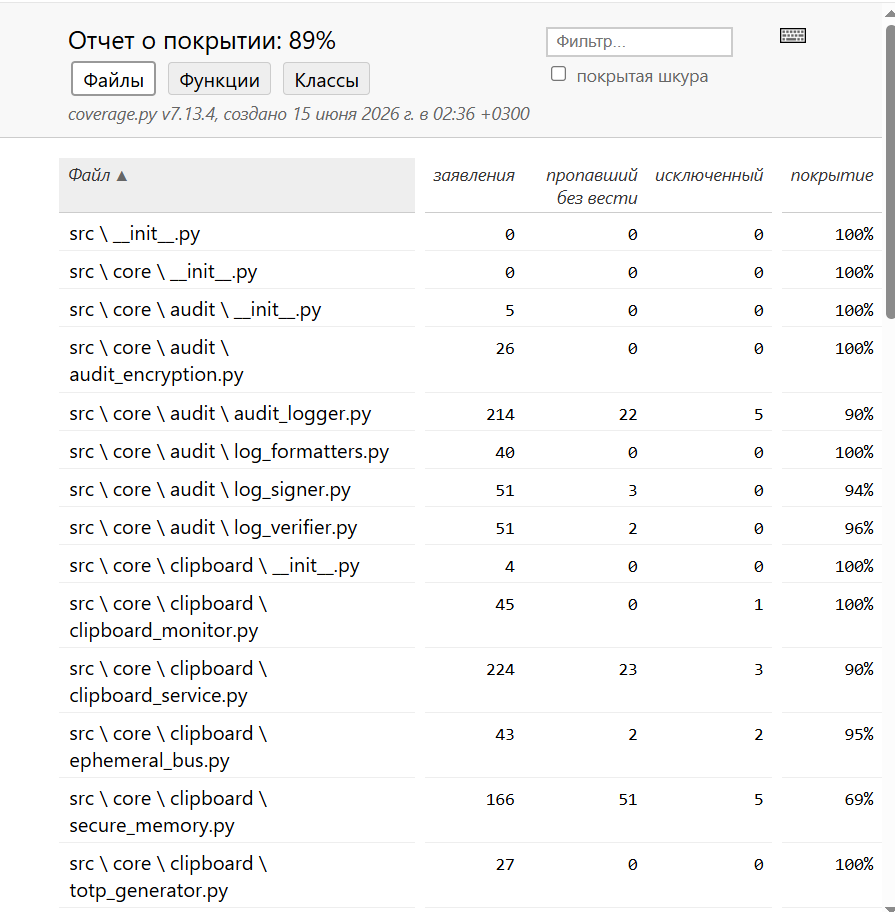 Отчет о покрытии: 89%
Фильтр...
Файлы Функции Классы
покрытая шкура
coverage.py v7.13.4, создано 15 июня 2026 г. в 02:36 +0300
Файл ▲ заявления пропавший без вести исключенный покрытие
src \ __init__.py 0 0 0 100%
src \ core \ __init__.py 0 0 0 100%
src \ core \ audit \ __init__.py 5 0 0 100%
src \ core \ audit \ 26 0 0 100%
audit_encryption.py
src \ core \ audit \ audit_logger.py 214 22 5 90%
src \ core \ audit \ log_formatters.py 40 0 0 100%
src \ core \ audit \ log_signer.py 51 3 0 94%
src \ core \ audit \ log_verifier.py 51 2 0 96%
src \ core \ clipboard \ __init__.py 4 0 0 100%
src \ core \ clipboard \ 45 0 1 100%
clipboard_monitor.py
src \ core \ clipboard \ 224 23 3 90%
clipboard_service.py
src \ core \ clipboard \ 43 2 2 95%
ephemeral_bus.py
src \ core \ clipboard \ 166 51 5 69%
secure_memory.py
src \ core \ clipboard \ 27 0 0 100%
totp_generator.py